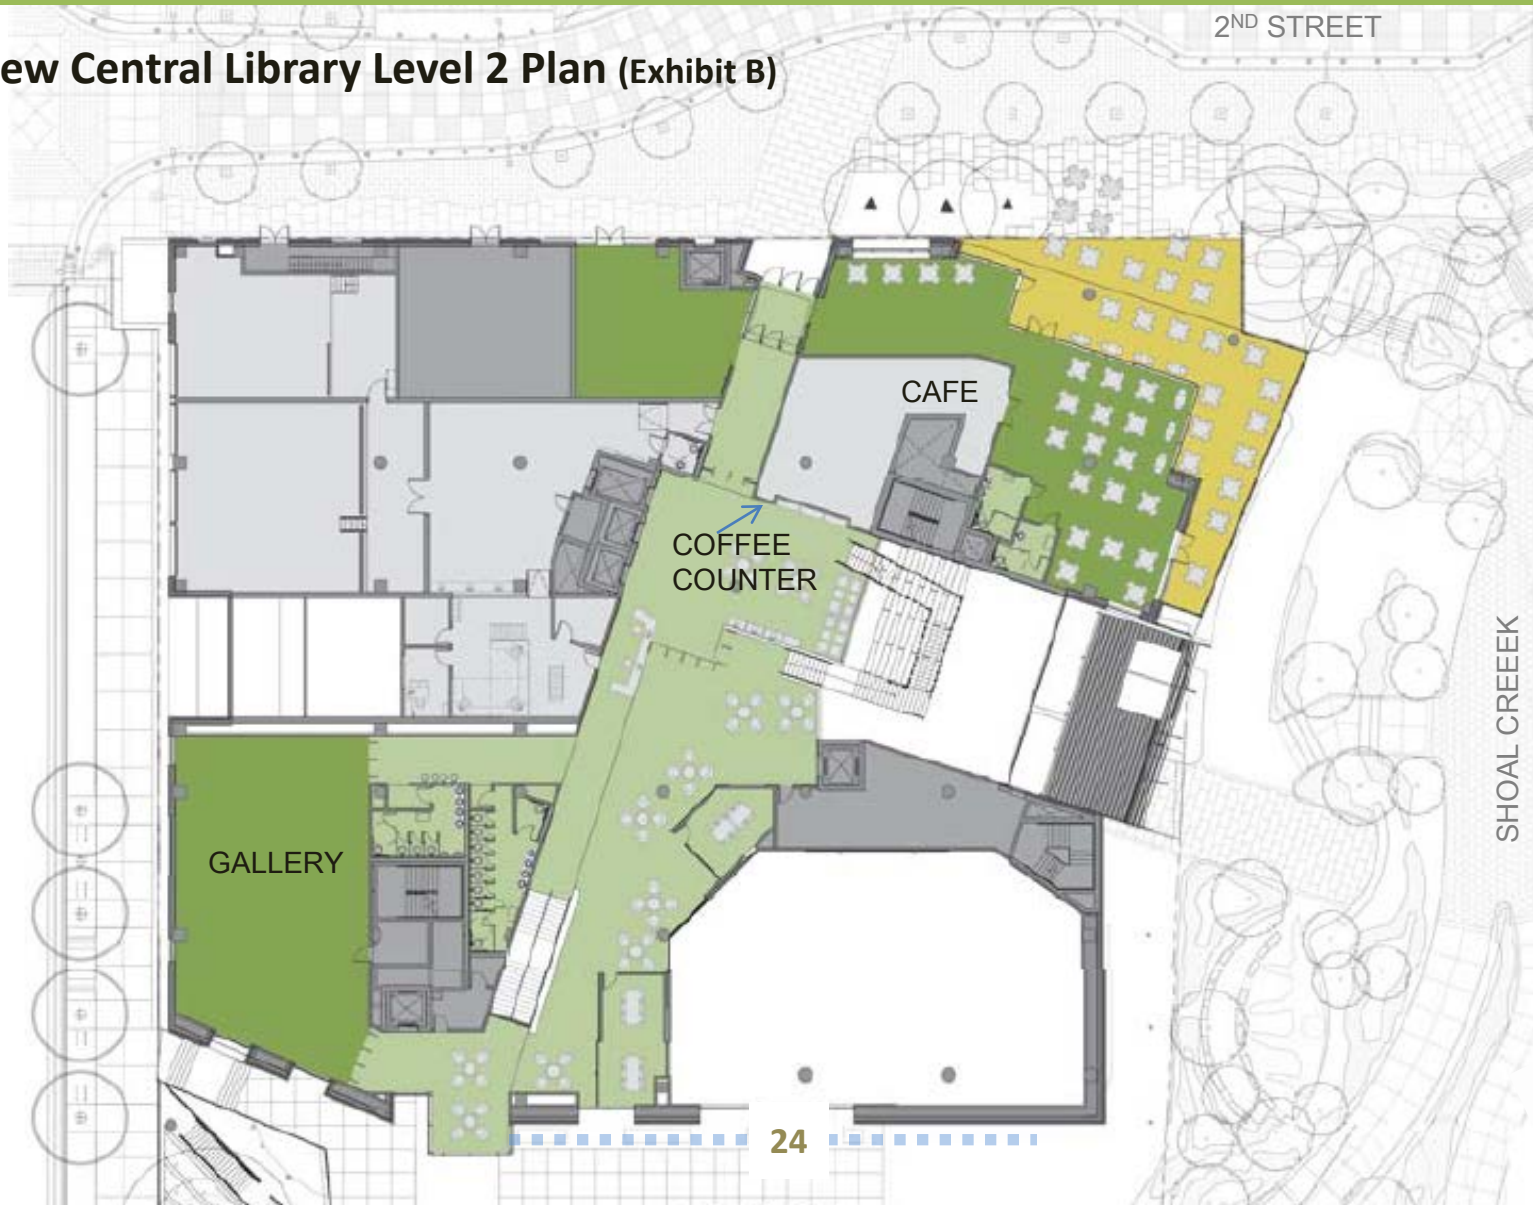 2ND STREET
ew Central Library Level 2 Plan (Exhibit B)
CAFE
COFFEE
COUNTER
SHOAL CREEEK
GALLERY
24